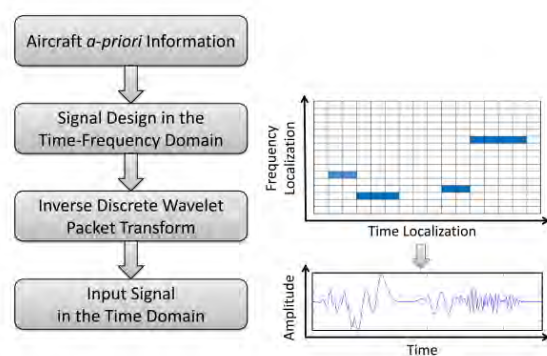 Aircraft a-priori Information
Signal Design in the
Time-Frequency Domain
Inverse Discrete Wavelet
Packet Transform
Input Signal
in the Time Domain
Frequency
Localization
Time Localization
Amplitude
Time